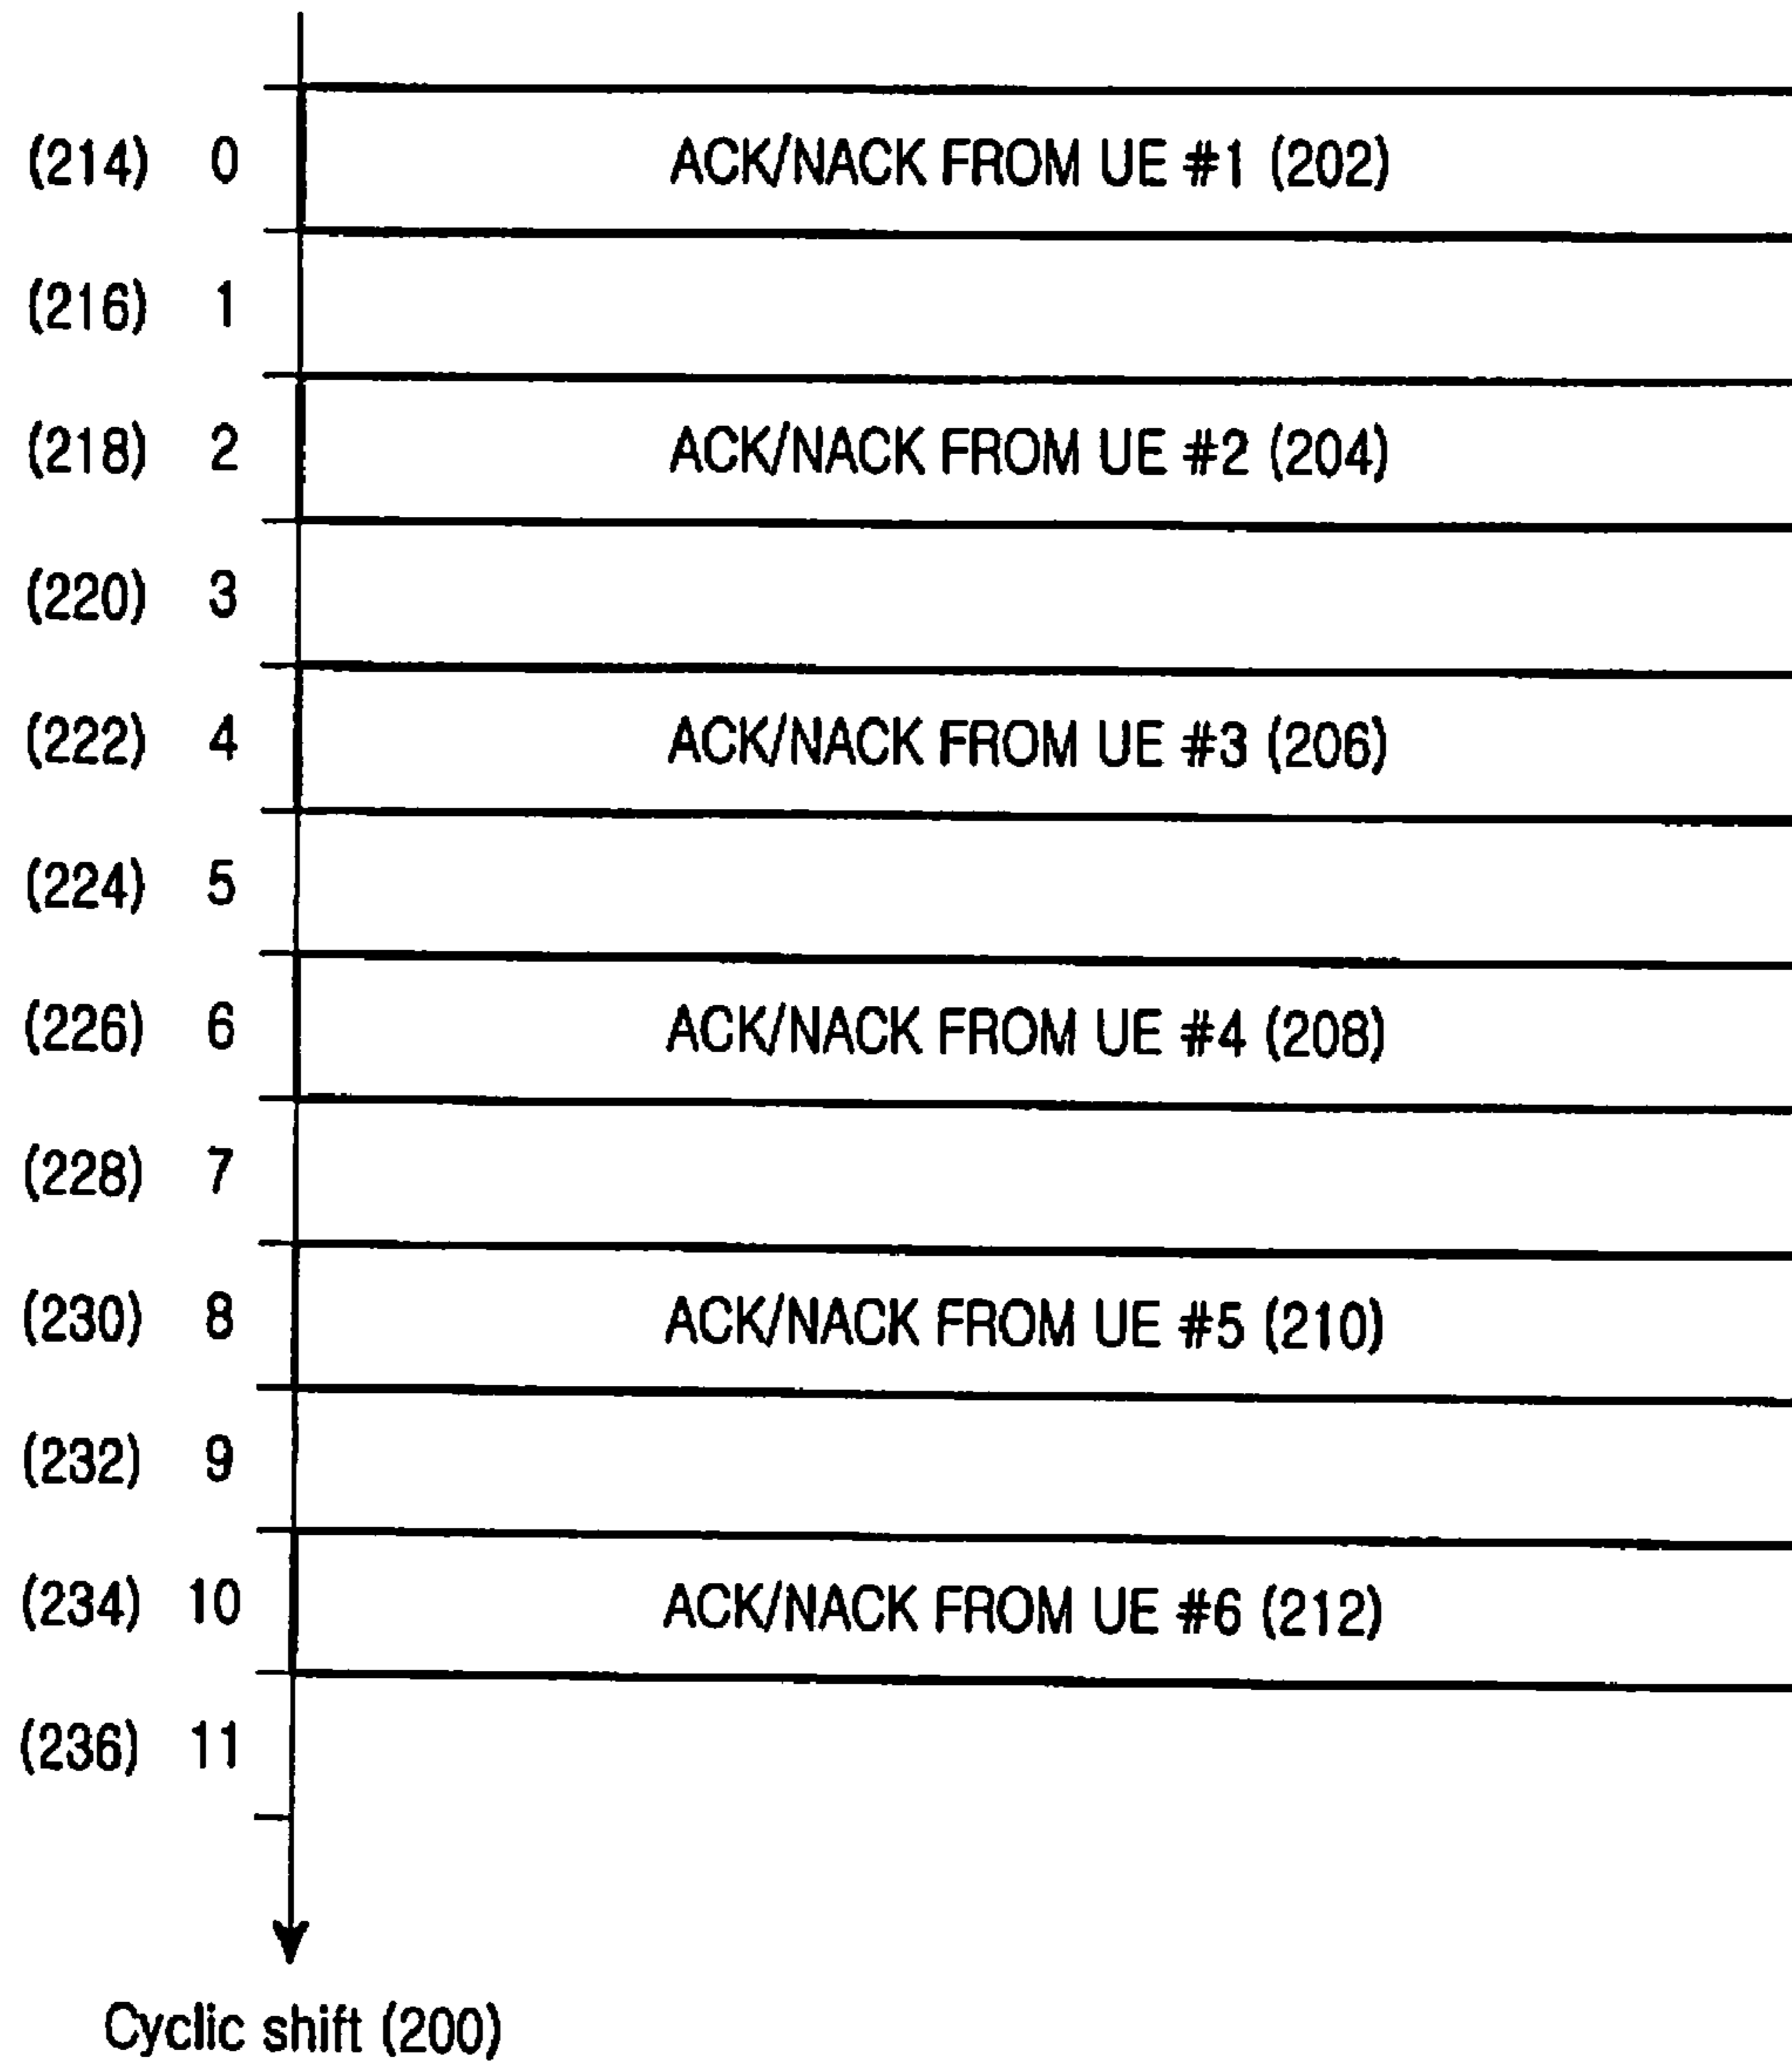 (214) 0 ACK/NACK FROM UE #1 (202)
(216) 1
(218) 2 ACK/NACK FROM UE #2 (204)
(220) 3
(222) 4 ACK/NACK FROM UE #3 (206)
(224) 5
(226) 6 ACK/NACK FROM UE #4 (208)
(228) 7
(230) 8 ACK/NACK FROM UE #5 (210)
(232) 9
(234) 10 ACK/NACK FROM UE #6 (212)
(236) 11
Cyclic shift (200)